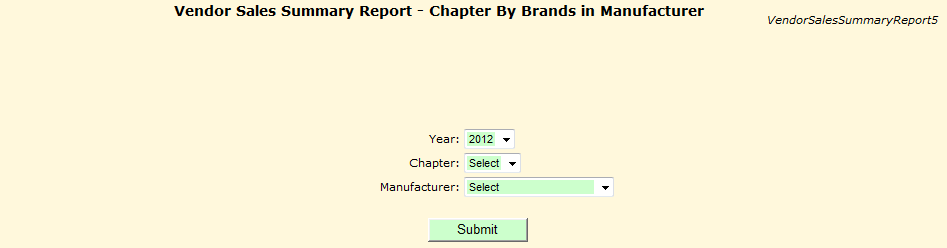 Vendor Sales Summary Report - Chapter By Brands in Manufacturer
VendorSalesSummaryReport5
Year: 2012
Chapter: Select
Manufacturer: Select
Submit